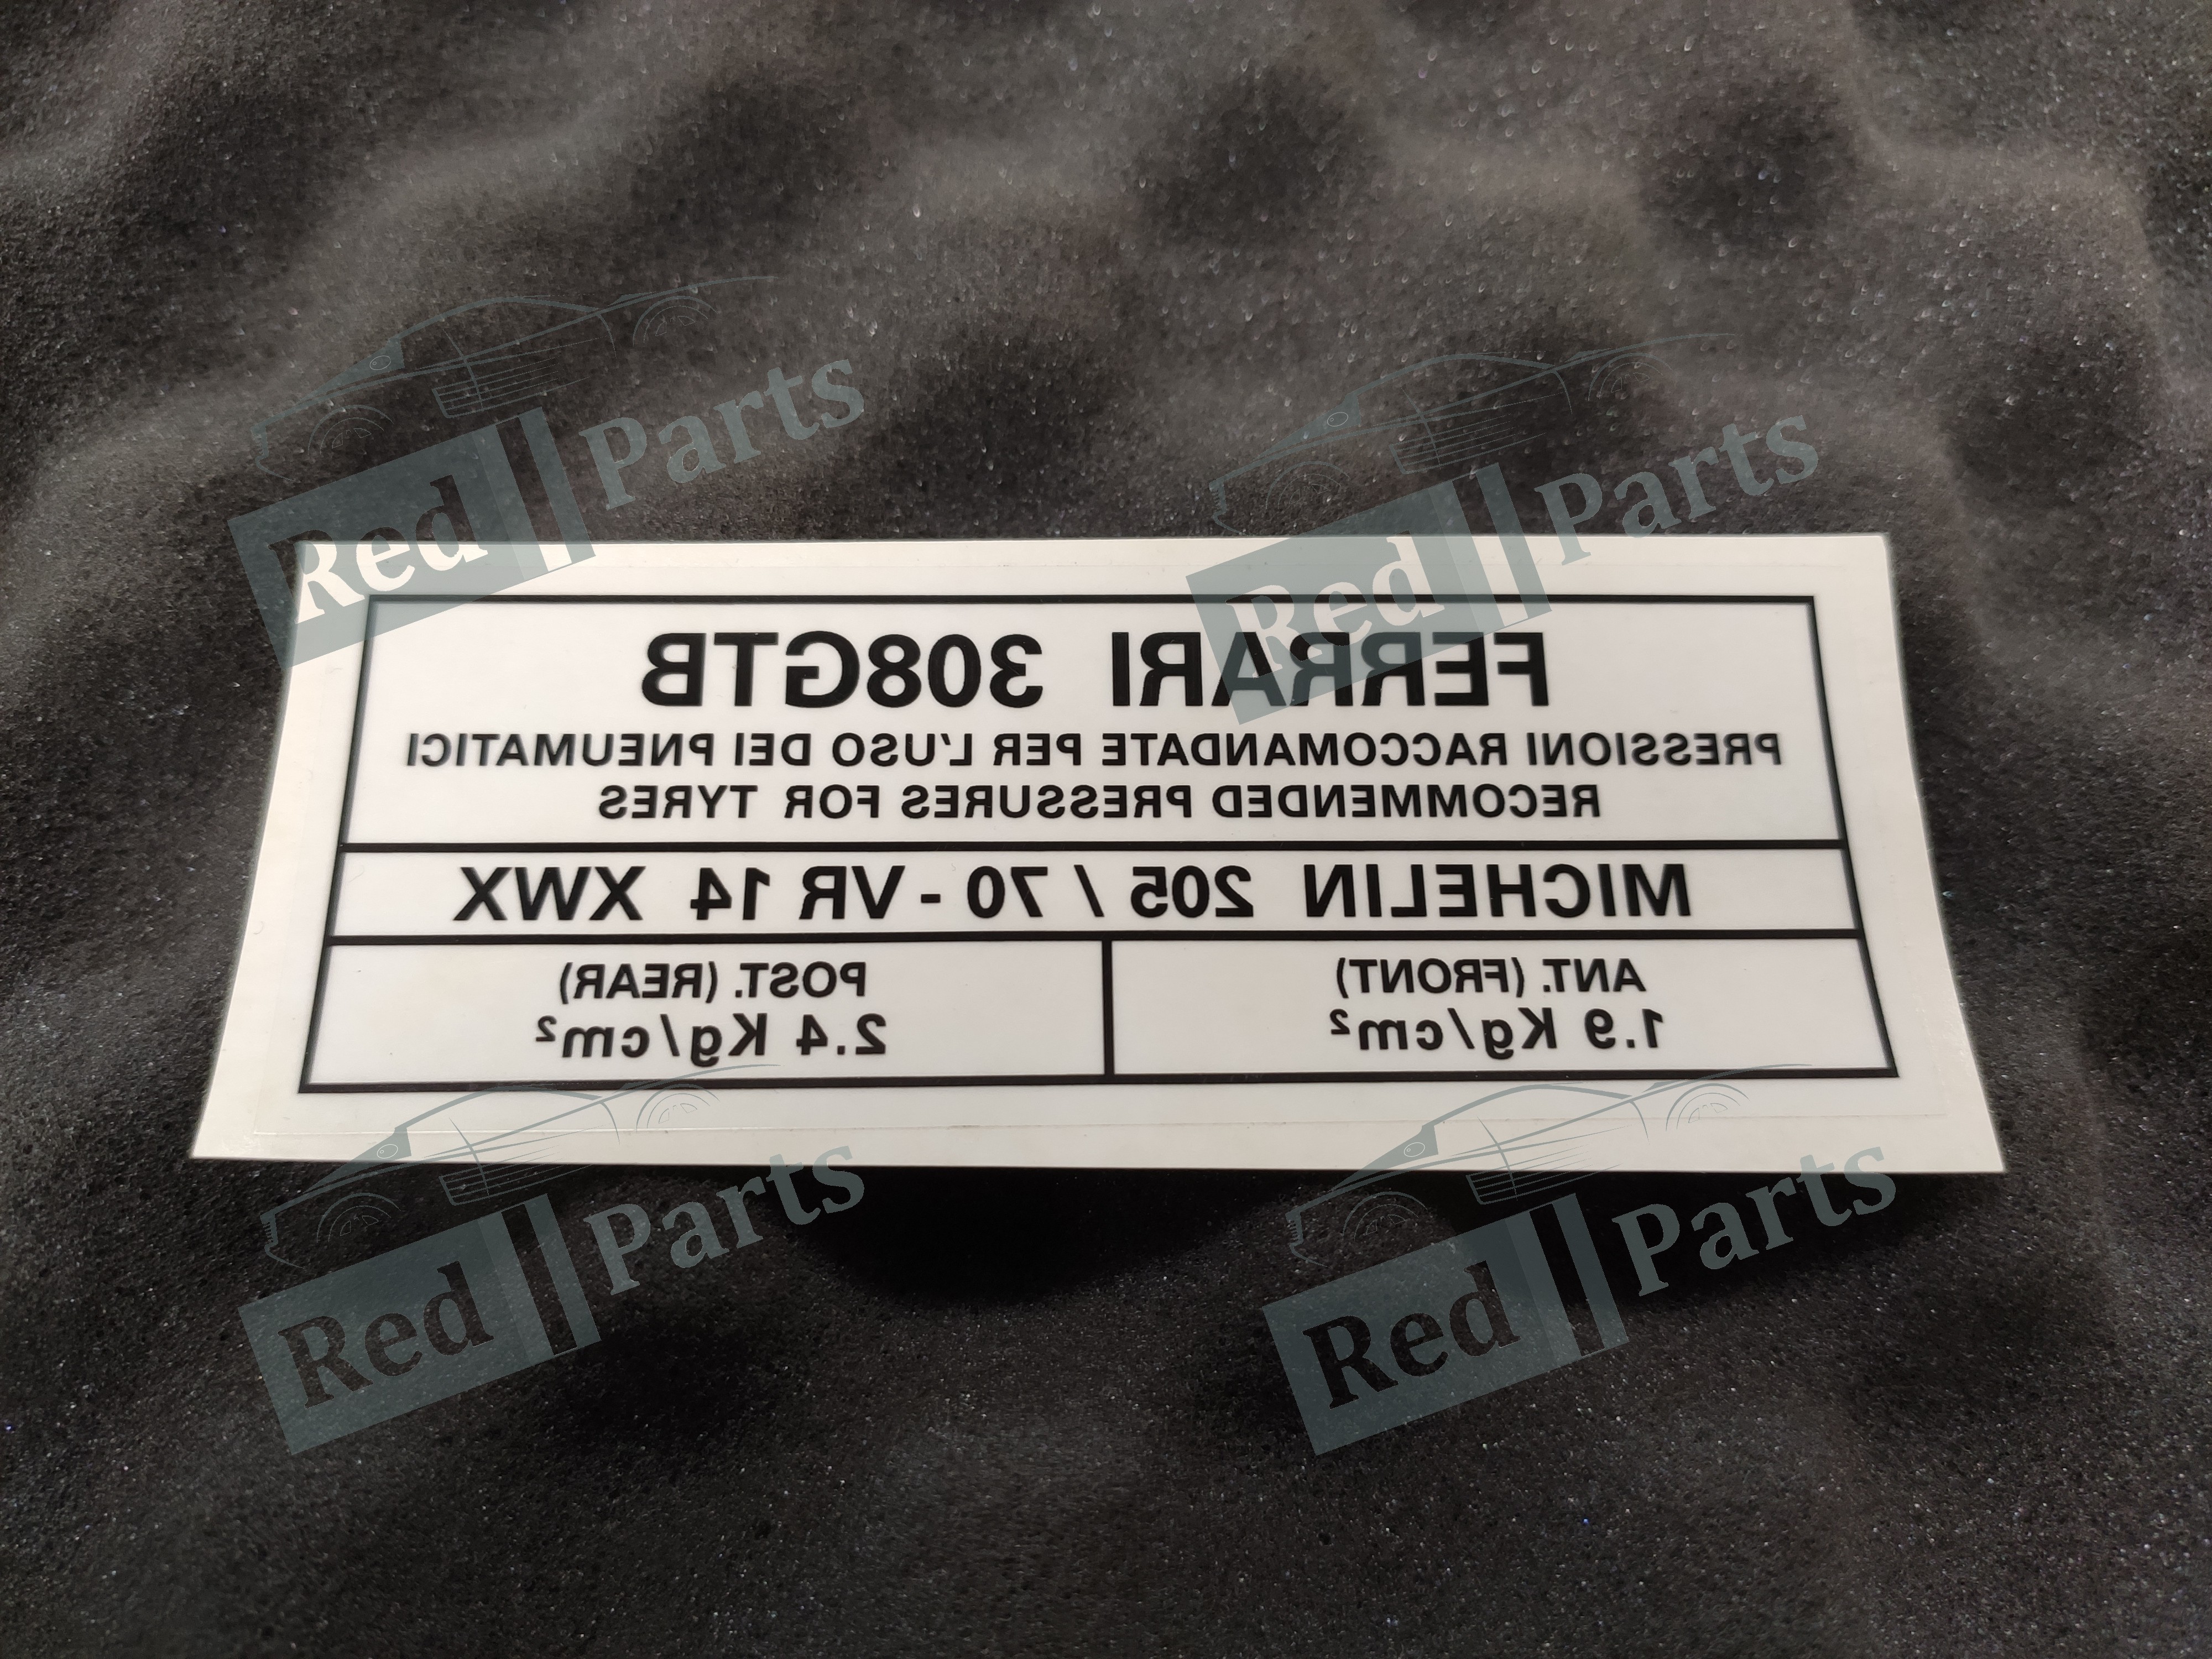 Red Parts
Red Parts
FERRARI 308GTB
PRESSIONI RACCOMANDATE PER L'USO DEI PNEUMATICI
RECOMMENDED PRESSURES FOR TYRES
MICHELIN 205 / 70 - VR 14 XWX
ANT. (FRONT)
1.9 Kg/cm²
POST. (REAR)
2.4 Kg/cm²
Red Parts
Red Parts